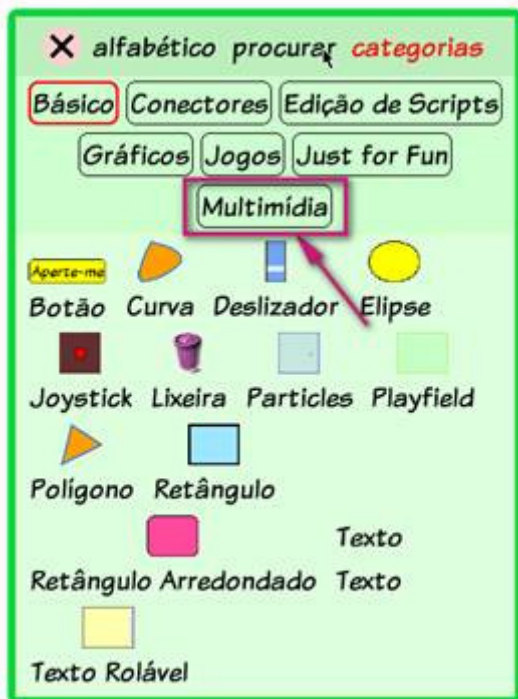 alfabético procurar categorias
Básico Conectores Edição de Scripts
Gráficos Jogos Just for Fun
Multimídia
Aperte-me
Botão Curva Deslizador Elipse
Joystick Lixeira Particles Playfield
Polígono Retângulo
Texto
Retângulo Arredondado Texto
Texto Rolável